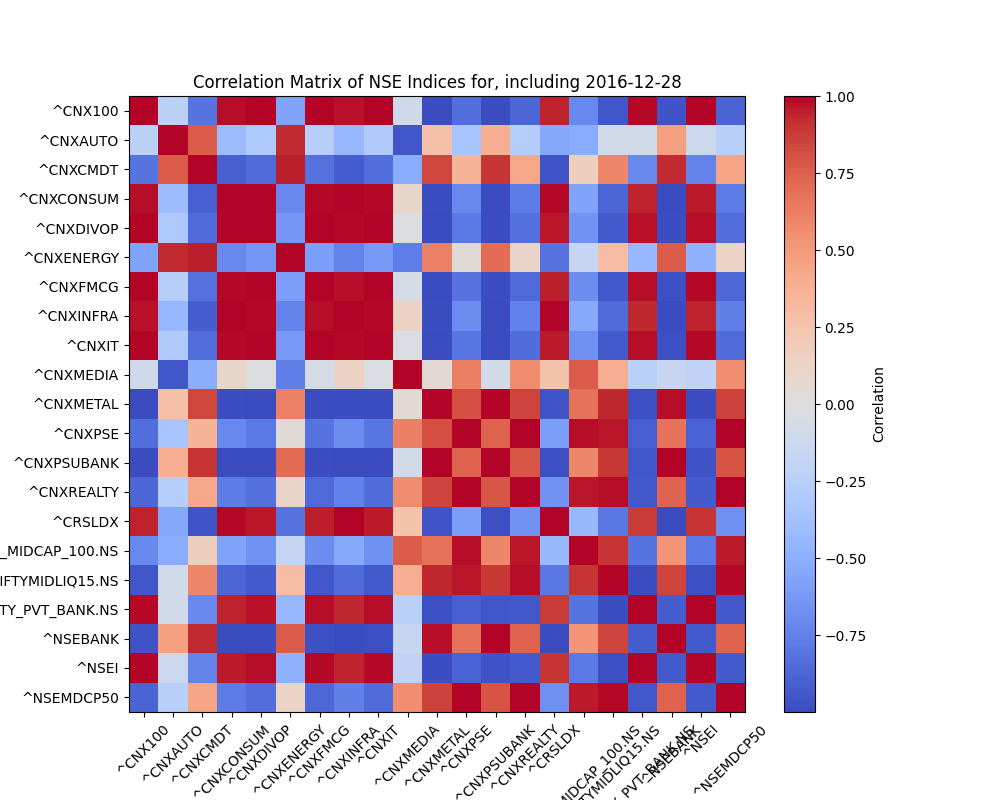 Correlation Matrix of NSE Indices for, including 2016-12-28
^CNX100
^CNXAUTO
^CNXCMDT
^CNXCONSUM
^CNXDIVOP
^CNXENERGY
^CNXFMCG
^CNXINFRA
^CNXIT
^CNXMEDIA
^CNXMETAL
^CNXPSE
^CNXPSUBANK
^CNXREALTY
^CRSLDX
_MIDCAP_100.NS
IFTYMIDLIQ15.NS
TY_PVT_BANK.NS
^NSEBANK
^NSEI
^NSEMDCP50
^CNX100
^CNXAUTO
^CNXCMDT
^CNXCONSUM
^CNXDIVOP
^CNXENERGY
^CNXFMCG
^CNXINFRA
^CNXIT
^CNXMEDIA
^CNXMETAL
^CNXPSE
^CNXPSUBANK
^CNXREALTY
^CRSLDX
MIDCAP_100.NS
TYMIDLIQ15.NS
PVT_BANK.NS
^NSEBANK
^NSEI
^NSEMDCP50
1.00
0.75
0.50
0.25
0.00
−0.25
−0.50
−0.75
Correlation